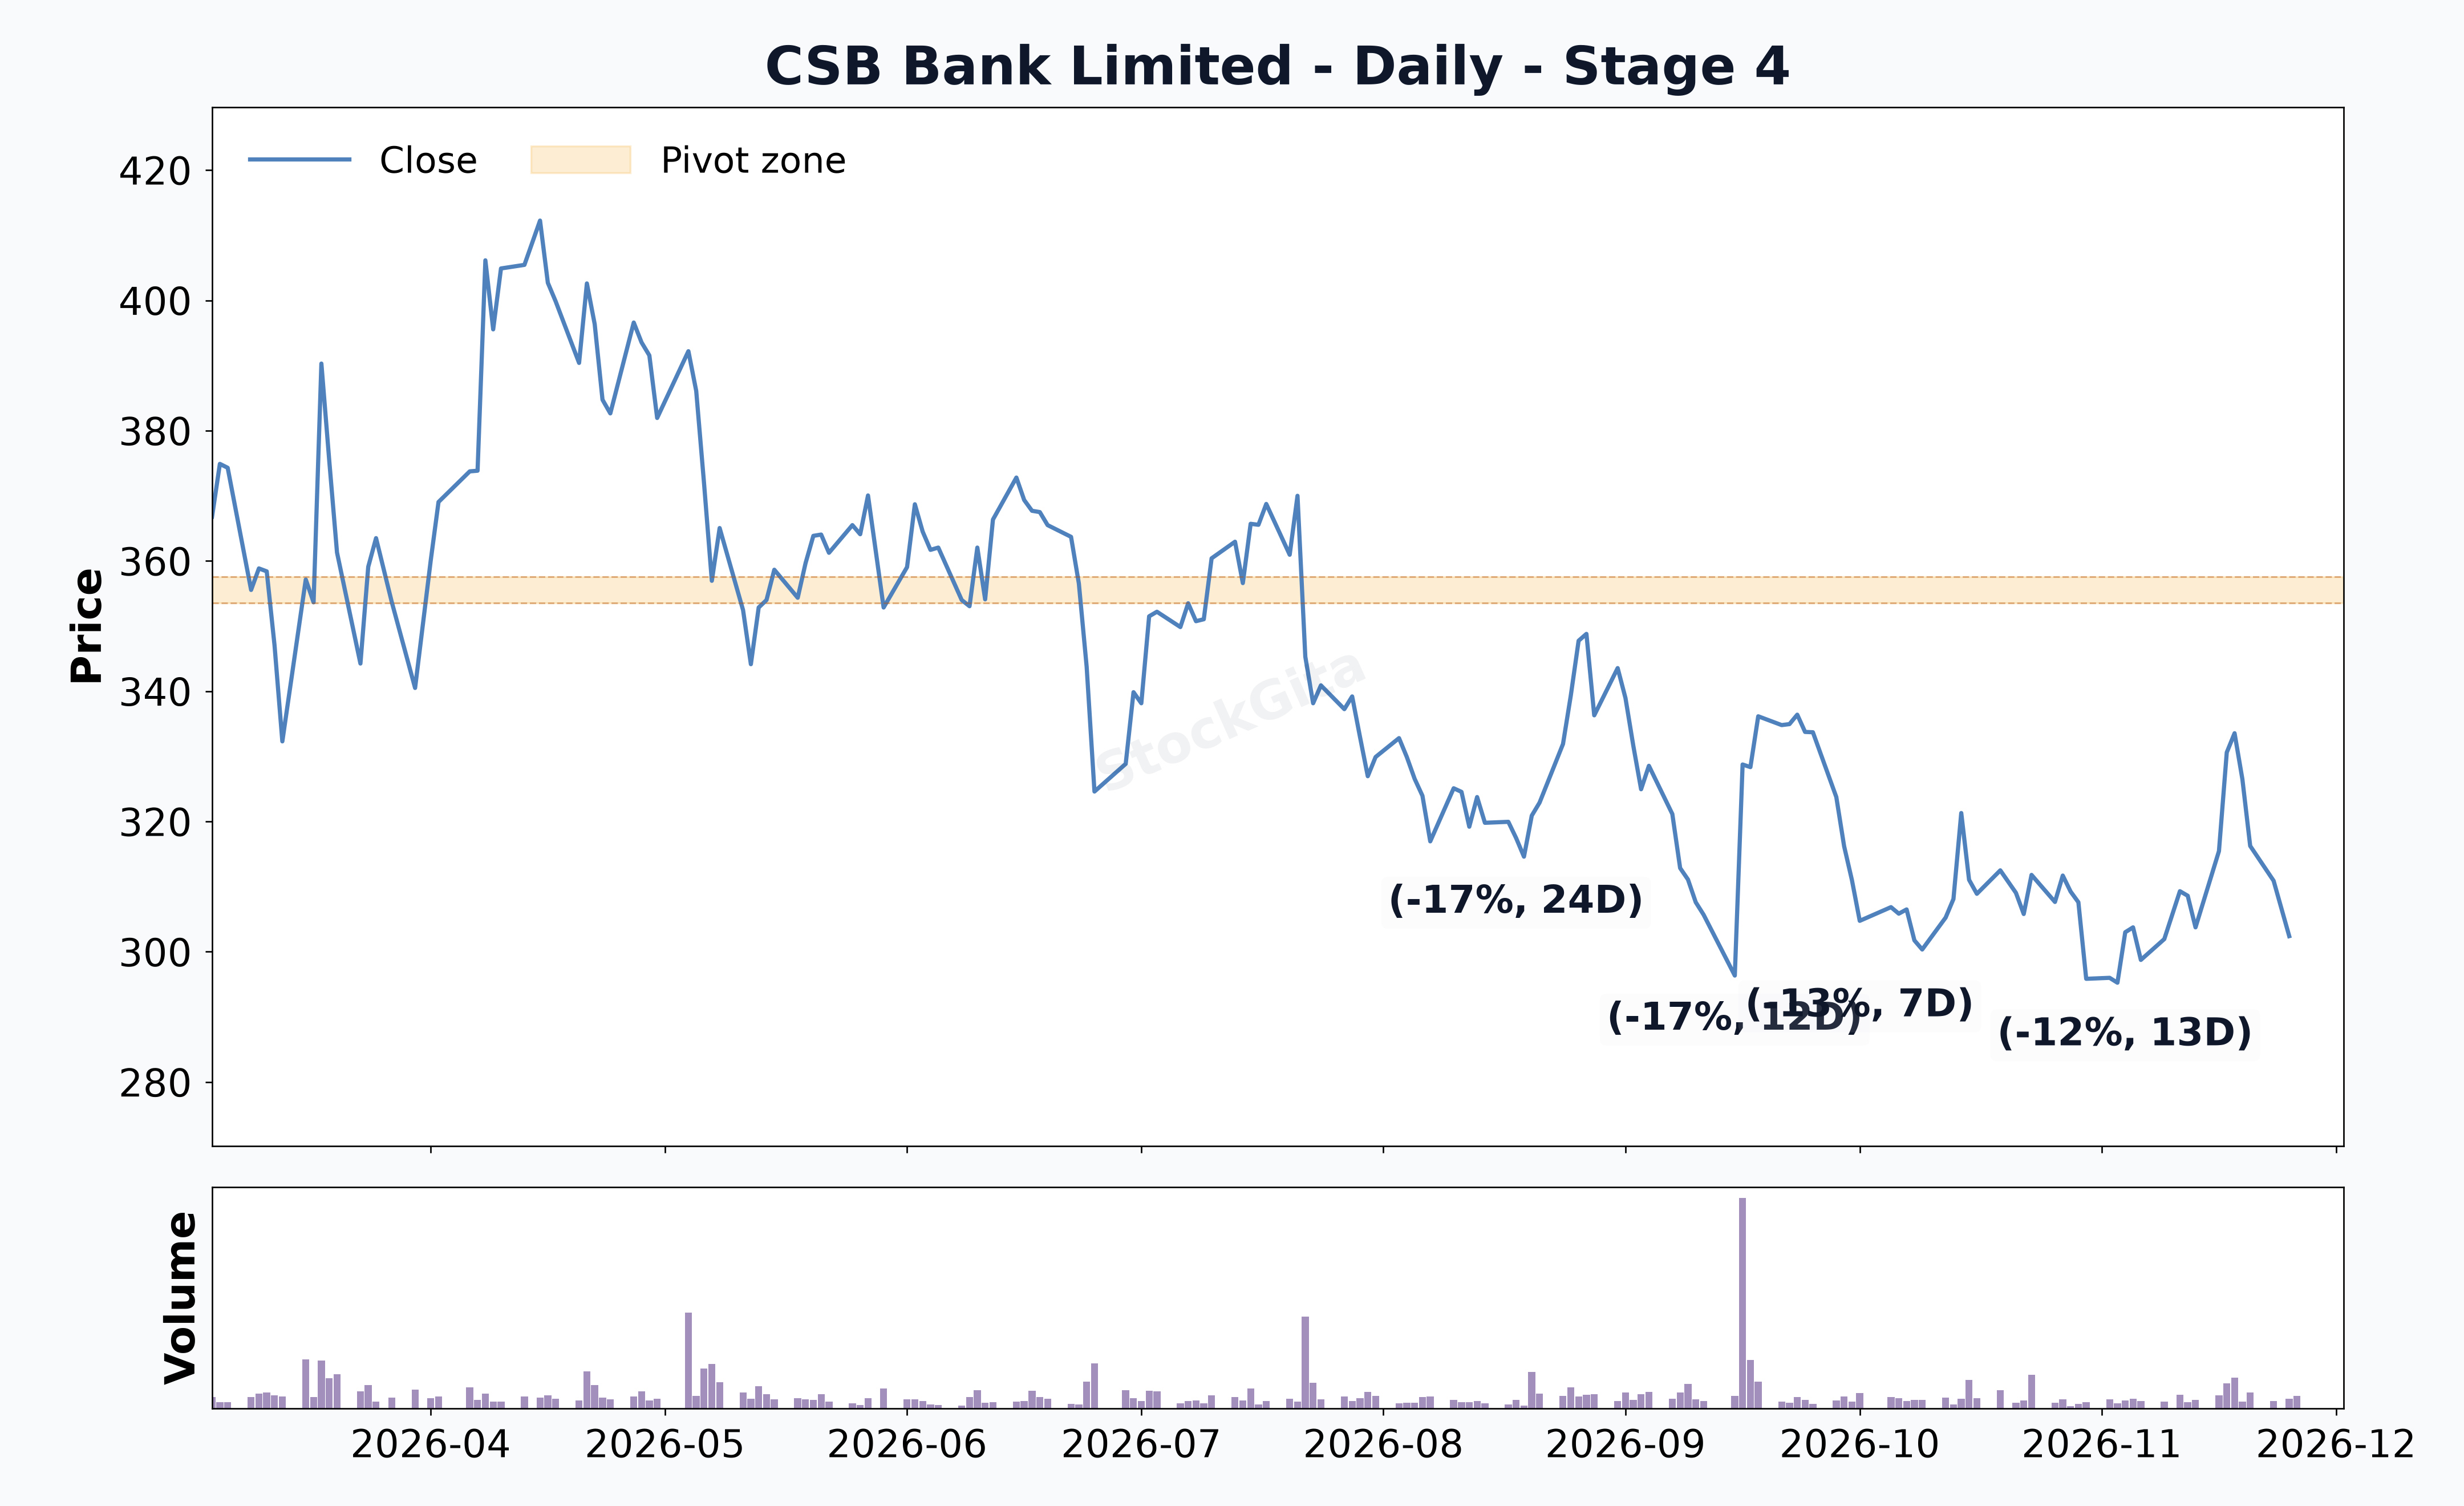 CSB Bank Limited - Daily - Stage 4
Close
Pivot zone
Price
420
400
380
360
340
320
300
280
StockGira
(-17%, 24D)
(-17%, 12D)
(-13%, 7D)
(-12%, 13D)
Volume
2026-04
2026-05
2026-06
2026-07
2026-08
2026-09
2026-10
2026-11
2026-12